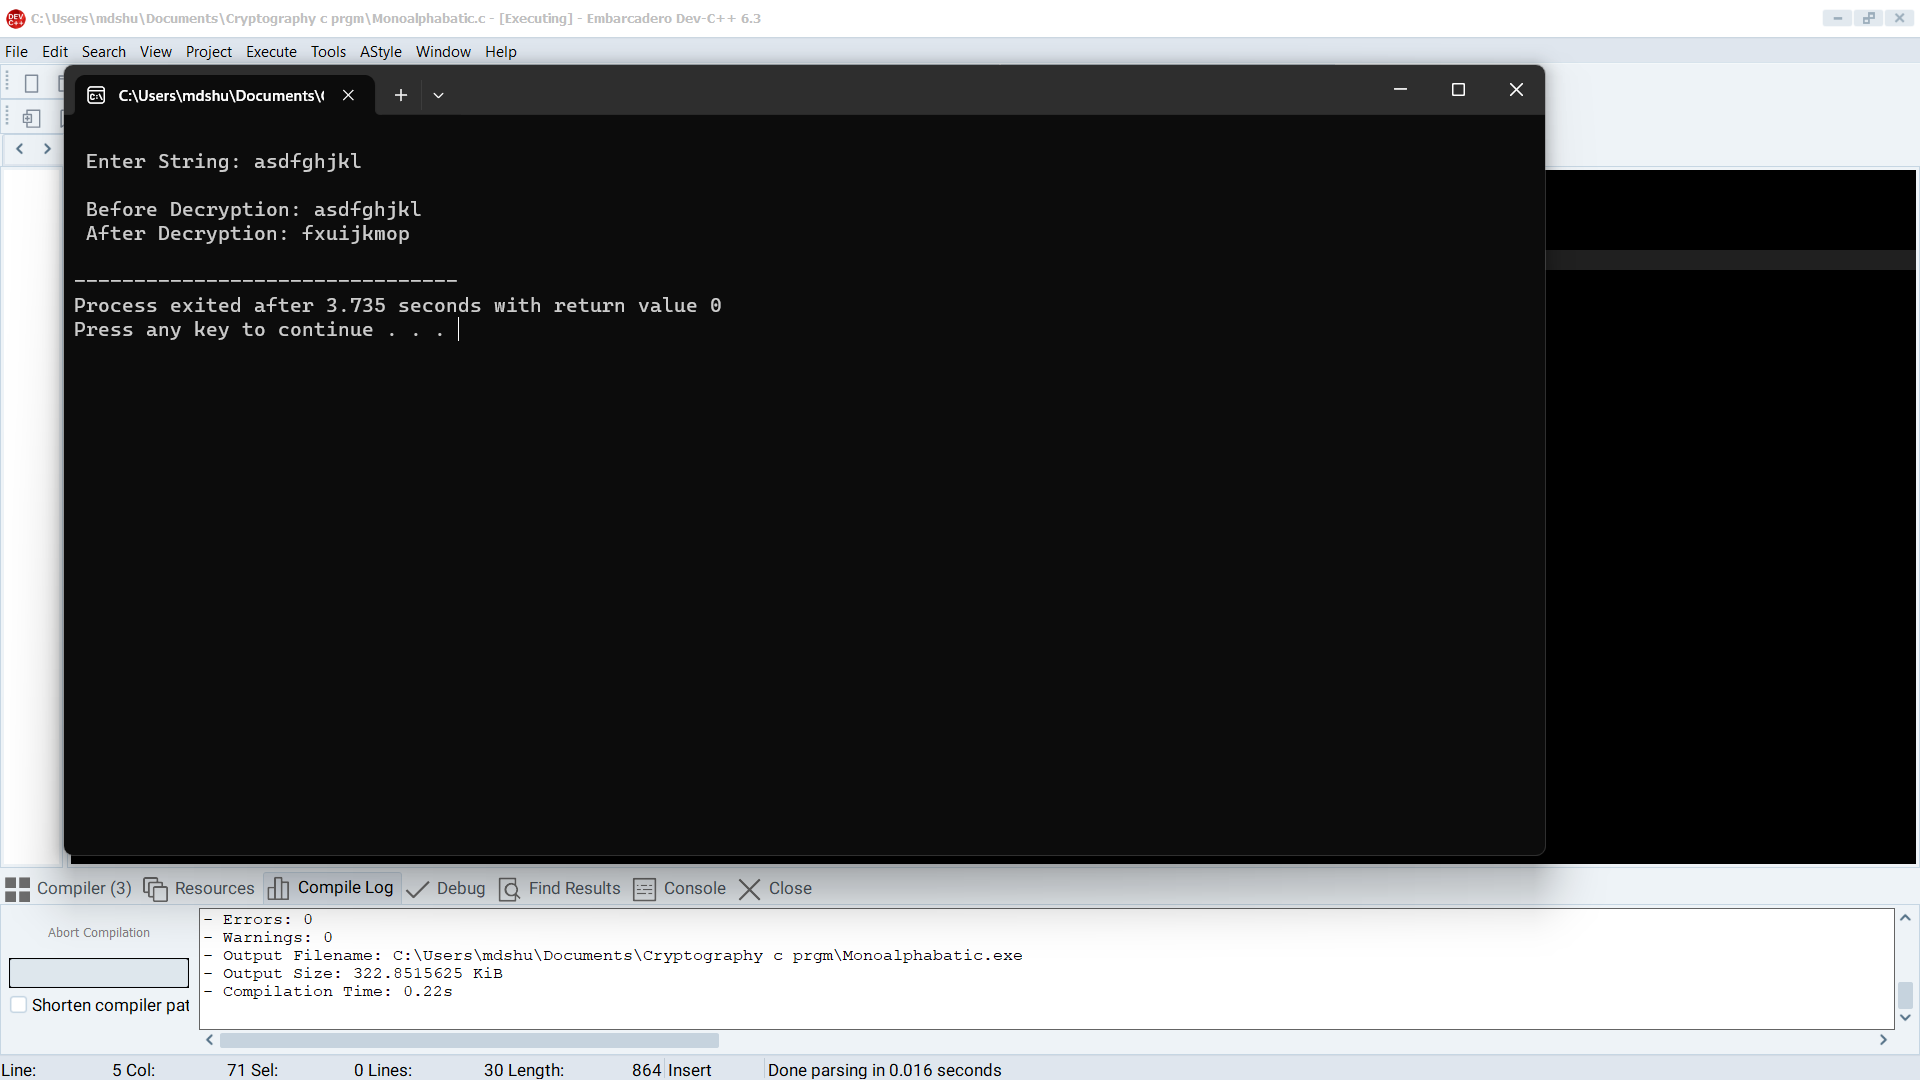 C:\Users\mdshu\Documents\Cryptography c prgm\Monoalphabatic.c - [Executing] - Embarcadero Dev-C++ 6.3
File Edit Search View Project Execute Tools AStyle Window Help
C:\Users\mdshu\Documents\
Enter String: asdfghjkl
Before Decryption: asdfghjkl
After Decryption: fxuijkmop
--------------------------------
Process exited after 3.735 seconds with return value 0
Press any key to continue . . .
Compiler (3) Resources Compile Log Debug Find Results Console Close
Abort Compilation
Shorten compiler pat
- Errors: 0
- Warnings: 0
- Output Filename: C:\Users\mdshu\Documents\Cryptography c prgm\Monoalphabatic.exe
- Output Size: 322.8515625 KiB
- Compilation Time: 0.22s
Line: 5 Col: 71 Sel: 0 Lines: 30 Length: 864 Insert Done parsing in 0.016 seconds